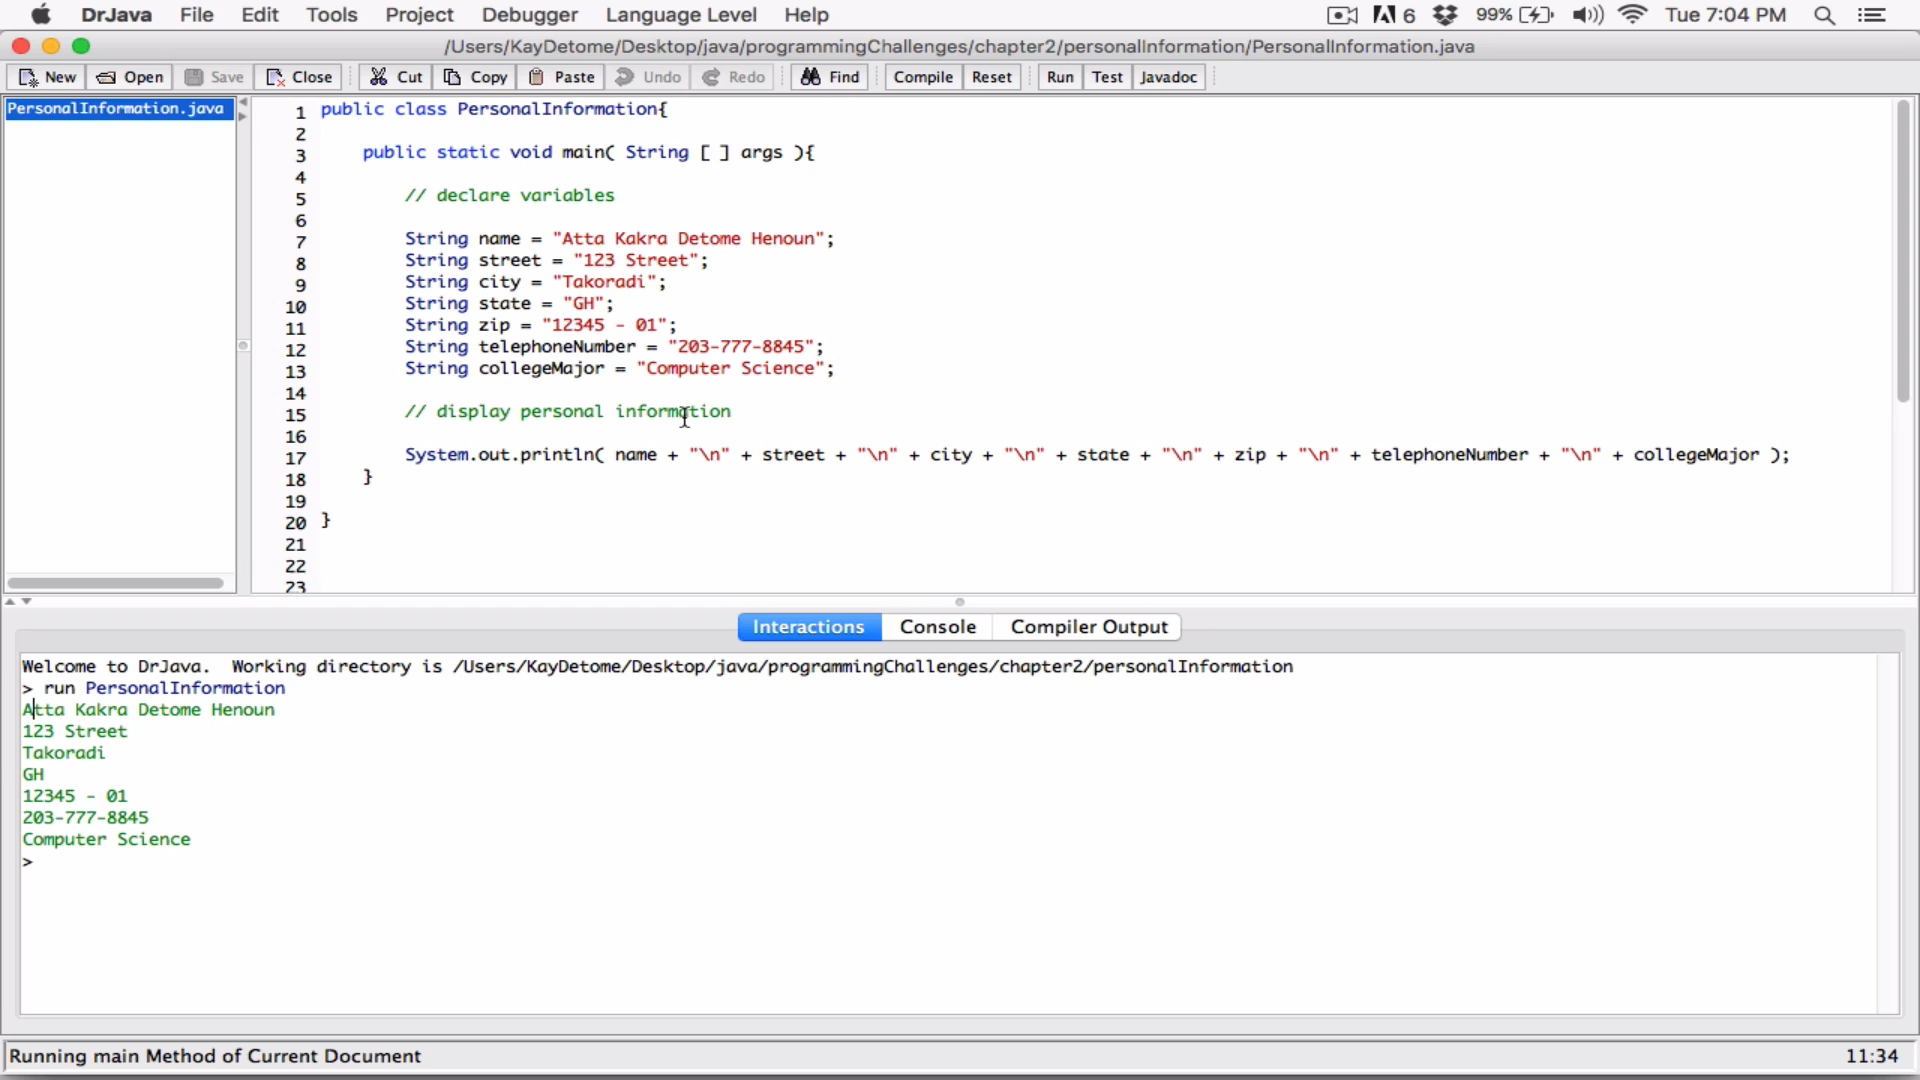 DrJava File Edit Tools Project Debugger Language Level Help 6 99% Tue 7:04 PM
/Users/KayDetome/Desktop/java/programmingChallenges/chapter2/personalInformation/PersonalInformation.java
New Open Save Close Cut Copy Paste Undo Redo Find Compile Reset Run Test Javadoc
PersonalInformation.java
1 public class PersonalInformation{
2
3 public static void main( String [ ] args ){
4
5 // declare variables
6
7 String name = "Atta Kakra Detome Henoun";
8 String street = "123 Street";
9 String city = "Takoradi";
10 String state = "GH";
11 String zip = "12345 - 01";
12 String telephoneNumber = "203-777-8845";
13 String collegeMajor = "Computer Science";
14
15 // display personal information
16
17 System.out.println( name + "\n" + street + "\n" + city + "\n" + state + "\n" + zip + "\n" + telephoneNumber + "\n" + collegeMajor );
18 }
19
20 }
21
22
23
Interactions Console Compiler Output
Welcome to DrJava. Working directory is /Users/KayDetome/Desktop/java/programmingChallenges/chapter2/personalInformation
> run PersonalInformation
Atta Kakra Detome Henoun
123 Street
Takoradi
GH
12345 - 01
203-777-8845
Computer Science
>
Running main Method of Current Document 11:34